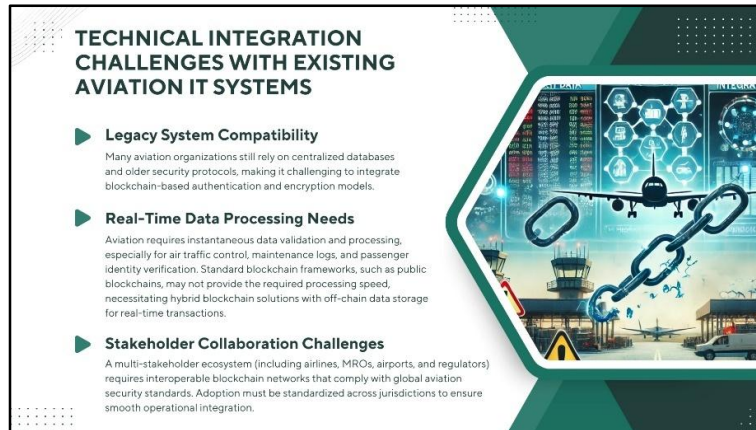 TECHNICAL INTEGRATION
CHALLENGES WITH EXISTING
AVIATION IT SYSTEMS
Legacy System Compatibility
Many aviation organizations still rely on centralized databases
and older security protocols, making it challenging to integrate
blockchain-based authentication and encryption models.
Real-Time Data Processing Needs
Aviation requires instantaneous data validation and processing,
especially for air traffic control, maintenance logs, and passenger
identity verification. Standard blockchain frameworks, such as public
blockchains, may not provide the required processing speed,
necessitating hybrid blockchain solutions with off-chain data storage
for real-time transactions.
Stakeholder Collaboration Challenges
A multi-stakeholder ecosystem (including airlines, MROs, airports, and regulators)
requires interoperable blockchain networks that comply with global aviation
security standards. Adoption must be standardized across jurisdictions to ensure
smooth operational integration.